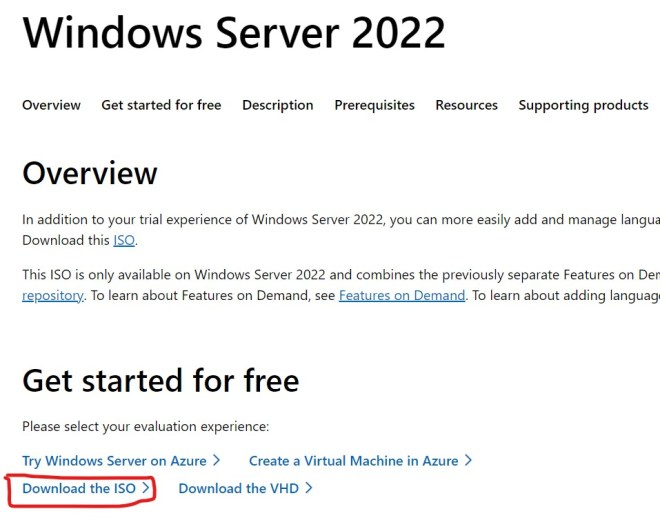 Windows Server 2022
Overview Get started for free Description Prerequisites Resources Supporting products
Overview
In addition to your trial experience of Windows Server 2022, you can more easily add and manage langua
Download this ISO.
This ISO is only available on Windows Server 2022 and combines the previously separate Features on Der
repository. To learn about Features on Demand, see Features on Demand. To learn about adding language
Get started for free
Please select your evaluation experience:
Try Windows Server on Azure > Create a Virtual Machine in Azure >
Download the ISO > Download the VHD >